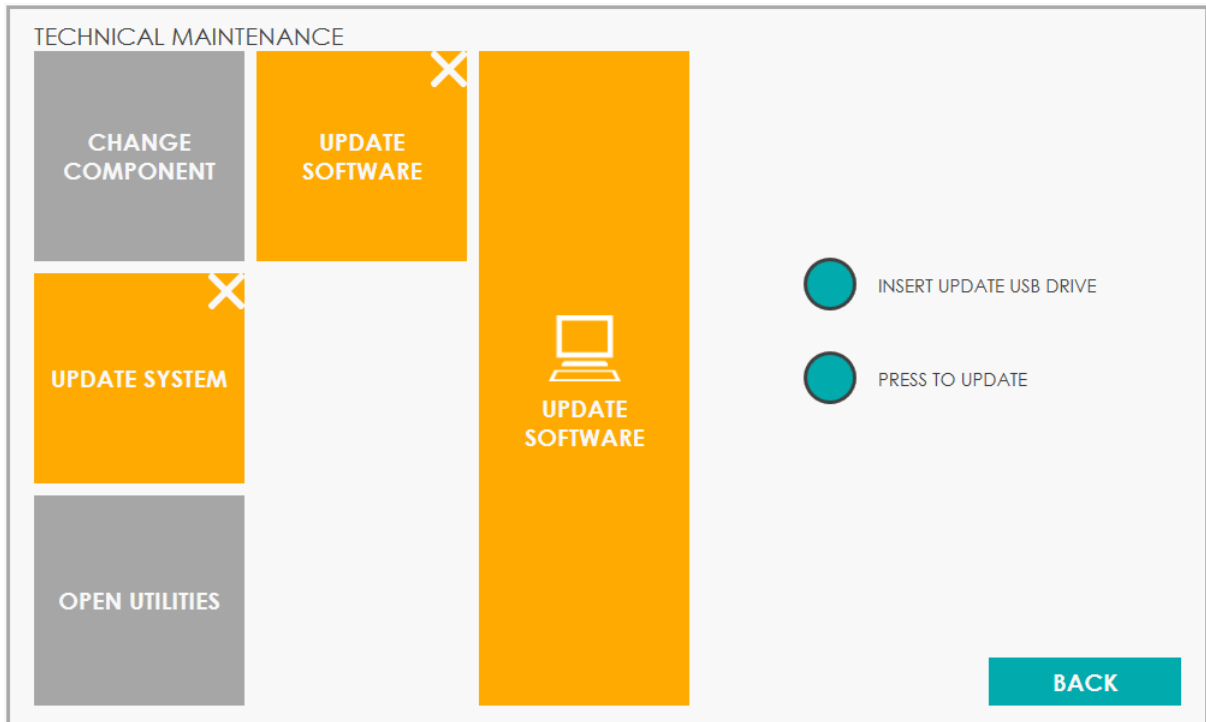 TECHNICAL MAINTENANCE
CHANGE
COMPONENT
UPDATE
SOFTWARE
UPDATE SYSTEM
OPEN UTILITIES
UPDATE
SOFTWARE
INSERT UPDATE USB DRIVE
PRESS TO UPDATE
BACK